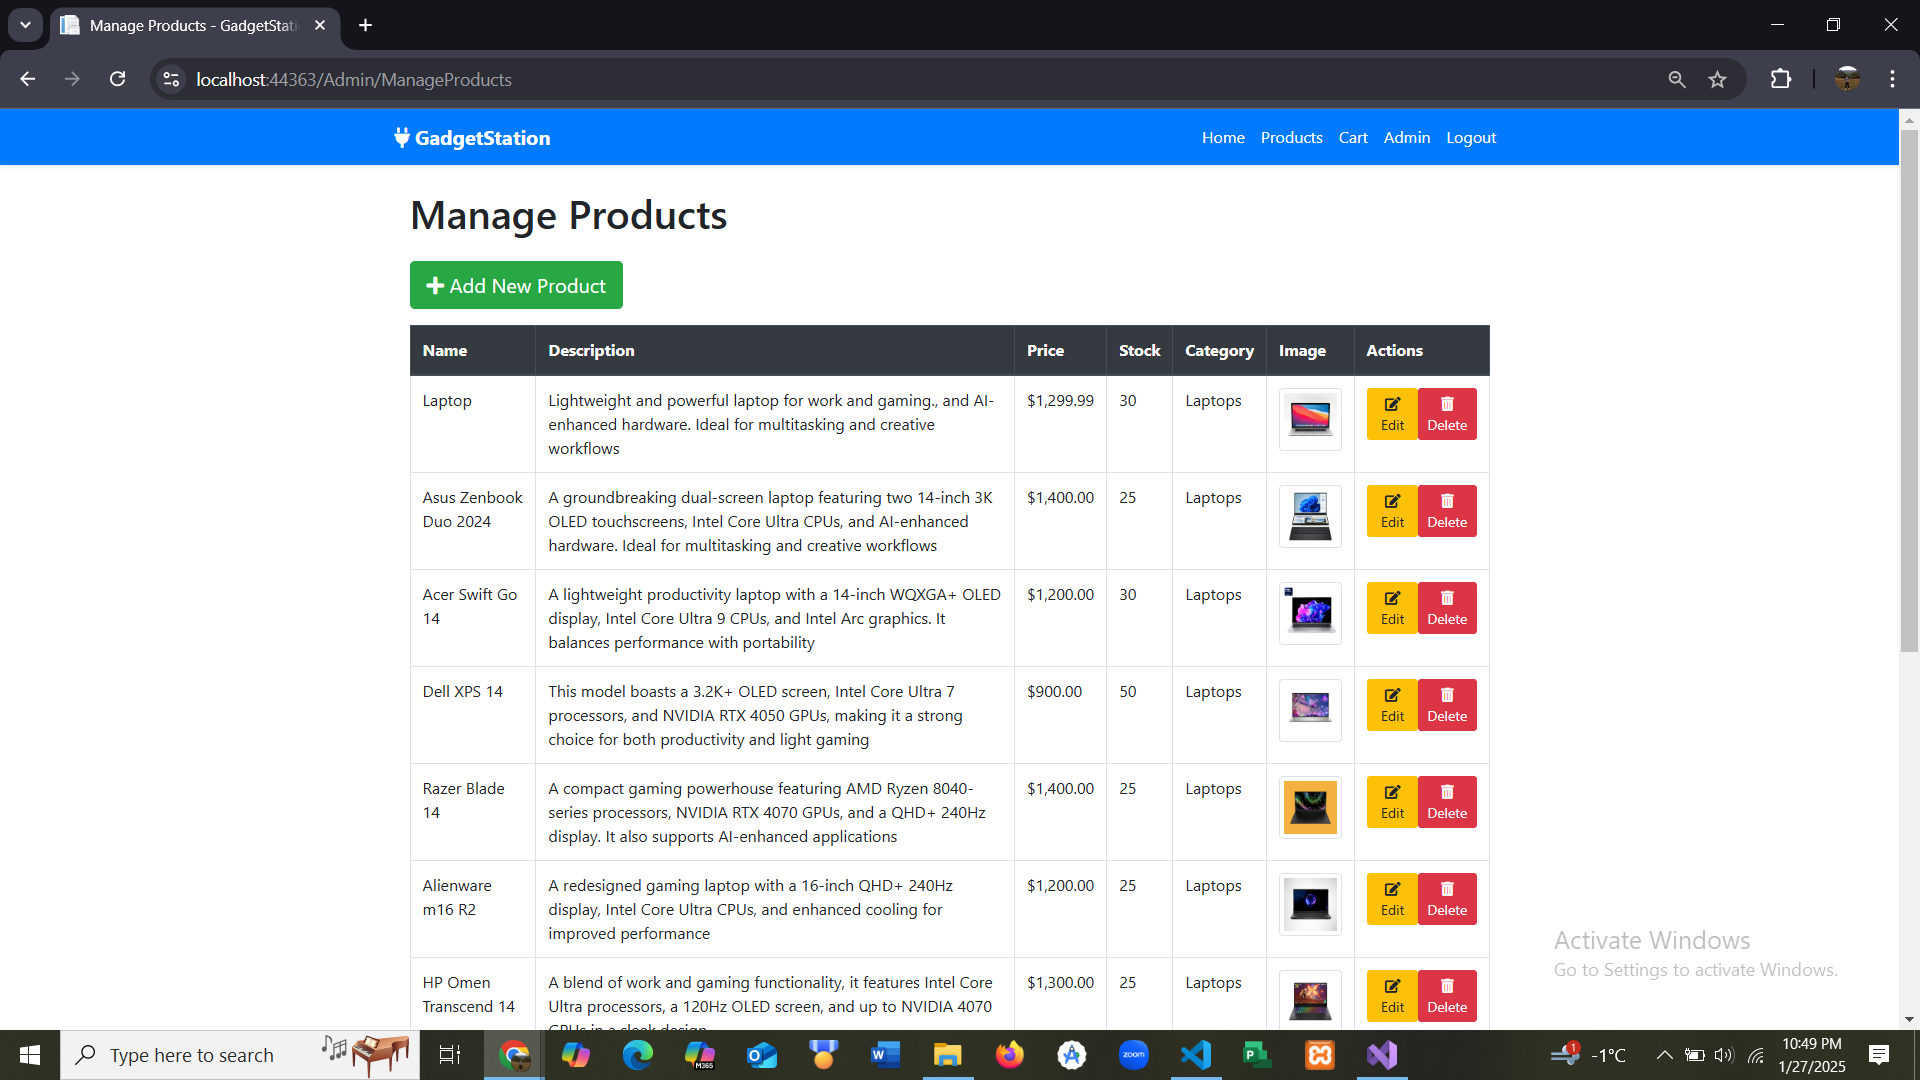 Manage Products - GadgetStati
localhost:44363/Admin/ManageProducts
GadgetStation
Home Products Cart Admin Logout
Manage Products
Add New Product
Name Description Price Stock Category Image Actions
Laptop
Lightweight and powerful laptop for work and gaming., and AI-
enhanced hardware. Ideal for multitasking and creative
workflows
$1,299.99
30
Laptops
Edit
Delete
Asus Zenbook
Duo 2024
A groundbreaking dual-screen laptop featuring two 14-inch 3K
OLED touchscreens, Intel Core Ultra CPUs, and AI-enhanced
hardware. Ideal for multitasking and creative workflows
$1,400.00
25
Laptops
Edit
Delete
Acer Swift Go
14
A lightweight productivity laptop with a 14-inch WQXGA+ OLED
display, Intel Core Ultra 9 CPUs, and Intel Arc graphics. It
balances performance with portability
$1,200.00
30
Laptops
Edit
Delete
Dell XPS 14
This model boasts a 3.2K+ OLED screen, Intel Core Ultra 7
processors, and NVIDIA RTX 4050 GPUs, making it a strong
choice for both productivity and light gaming
$900.00
50
Laptops
Edit
Delete
Razer Blade
14
A compact gaming powerhouse featuring AMD Ryzen 8040-
series processors, NVIDIA RTX 4070 GPUs, and a QHD+ 240Hz
display. It also supports AI-enhanced applications
$1,400.00
25
Laptops
Edit
Delete
Alienware
m16 R2
A redesigned gaming laptop with a 16-inch QHD+ 240Hz
display, Intel Core Ultra CPUs, and enhanced cooling for
improved performance
$1,200.00
25
Laptops
Edit
Delete
HP Omen
Transcend 14
A blend of work and gaming functionality, it features Intel Core
Ultra processors, a 120Hz OLED screen, and up to NVIDIA 4070
GPUs in a sleek design
$1,300.00
25
Laptops
Edit
Delete
Activate Windows
Go to Settings to activate Windows.
Type here to search
M365
zoom
1
-1°C
10:49 PM
1/27/2025